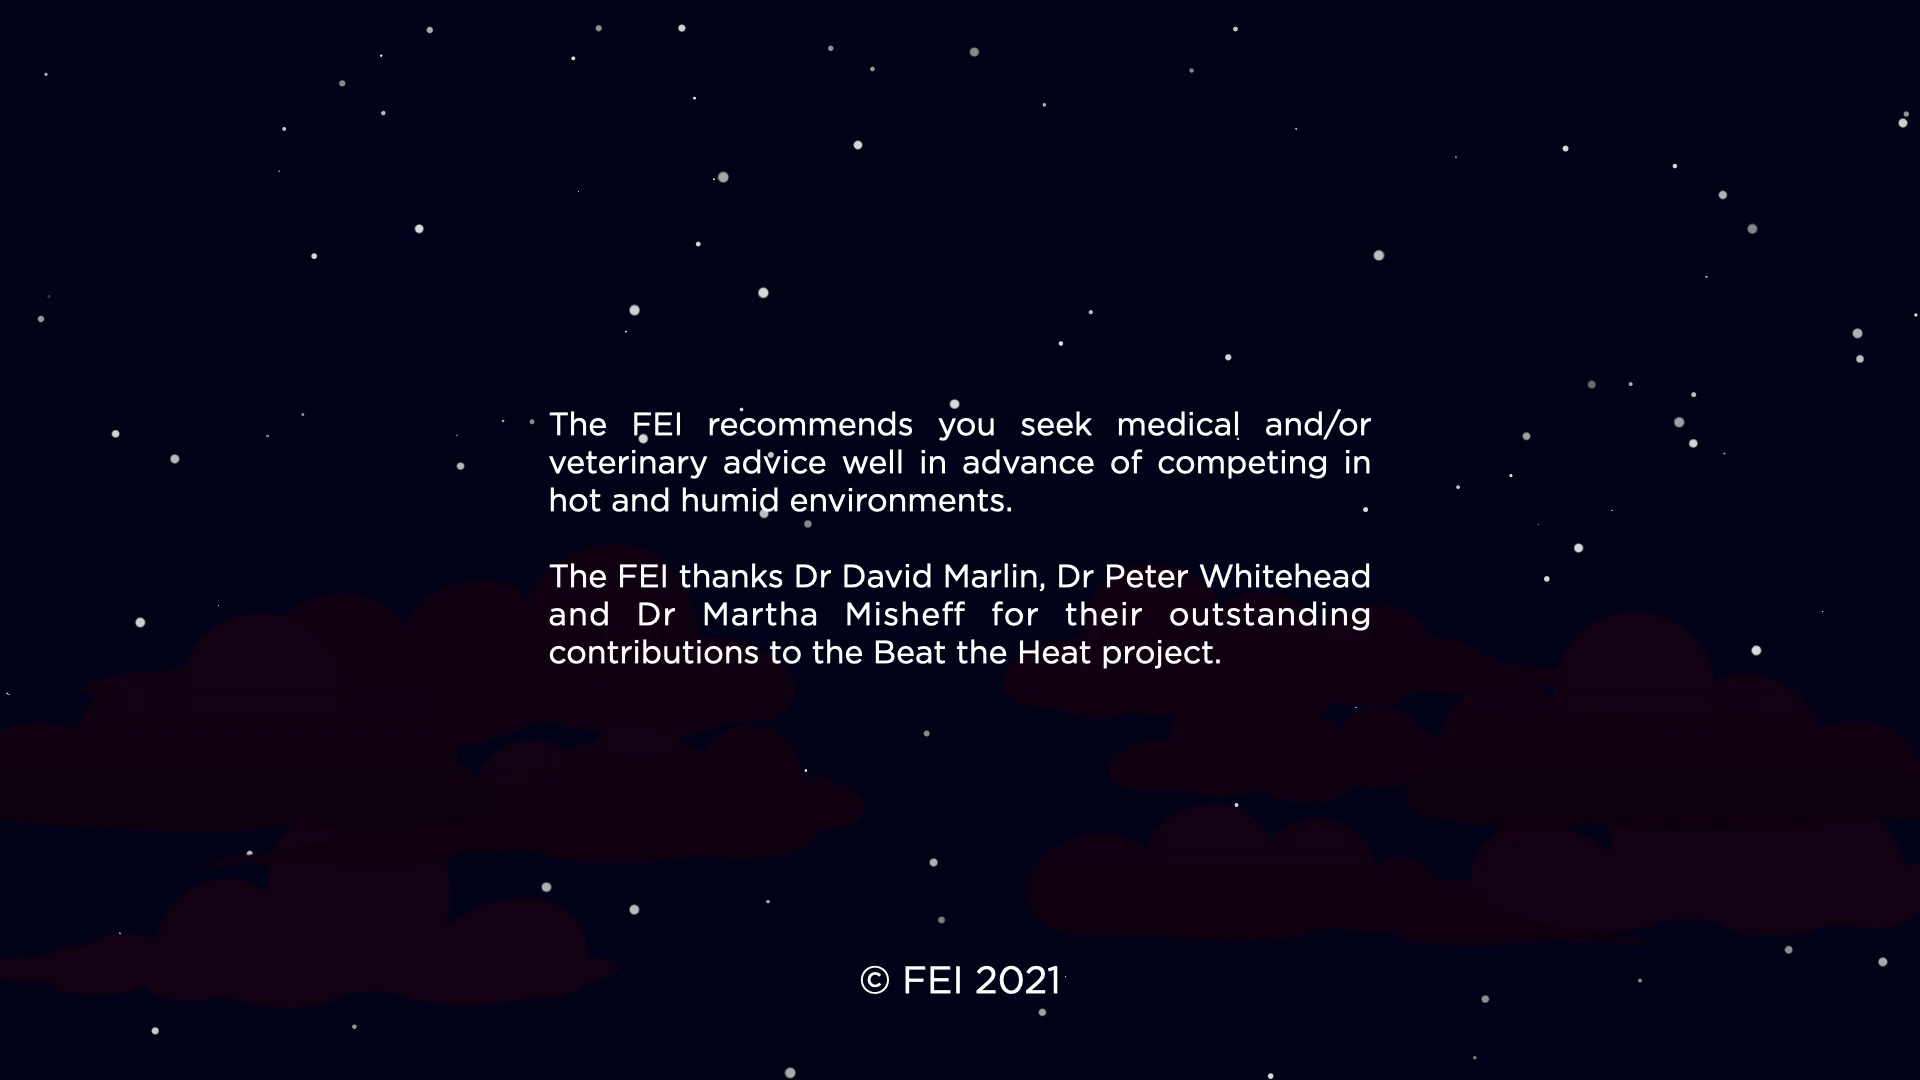 The FEI recommends you seek medical and/or
veterinary advice well in advance of competing in
hot and humid environments.
The FEI thanks Dr David Marlin, Dr Peter Whitehead
and Dr Martha Misheff for their outstanding
contributions to the Beat the Heat project.
© FEI 2021